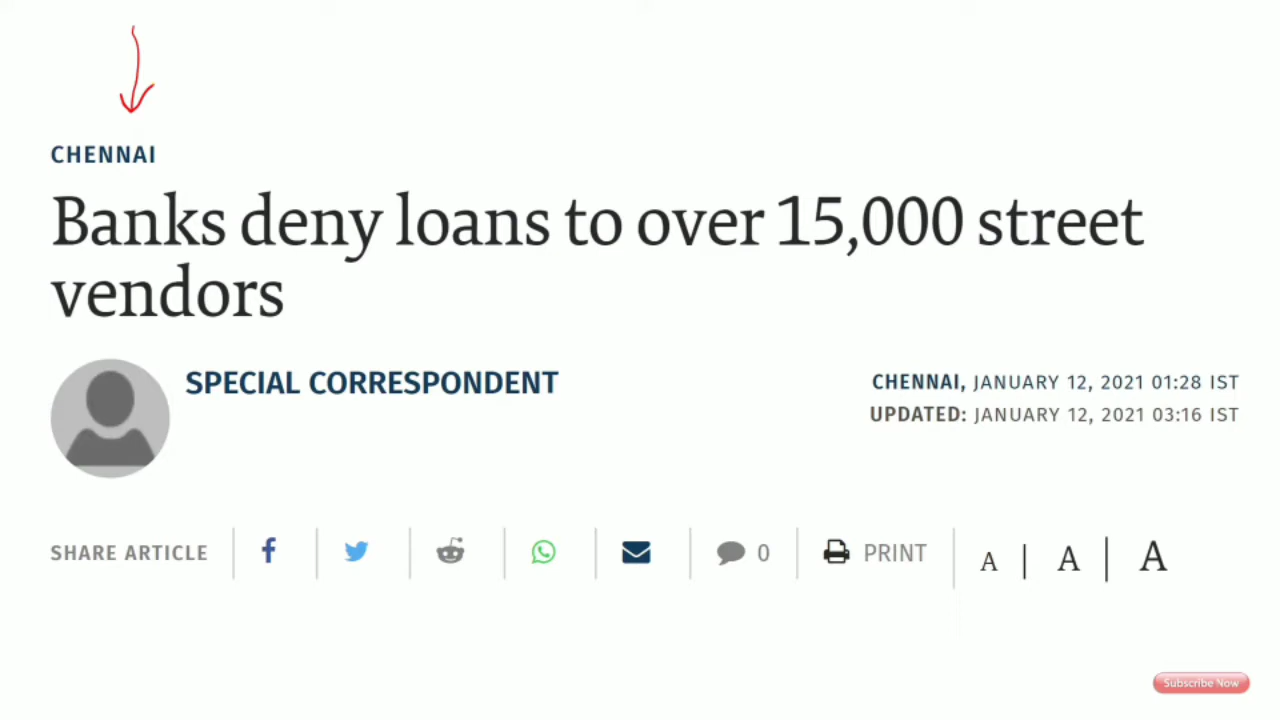 CHENNAI
Banks deny loans to over 15,000 street
vendors
SPECIAL CORRESPONDENT
CHENNAI, JANUARY 12, 2021 01:28 IST
UPDATED: JANUARY 12, 2021 03:16 IST
SHARE ARTICLE 0 PRINT A | A | A
Subscribe Now